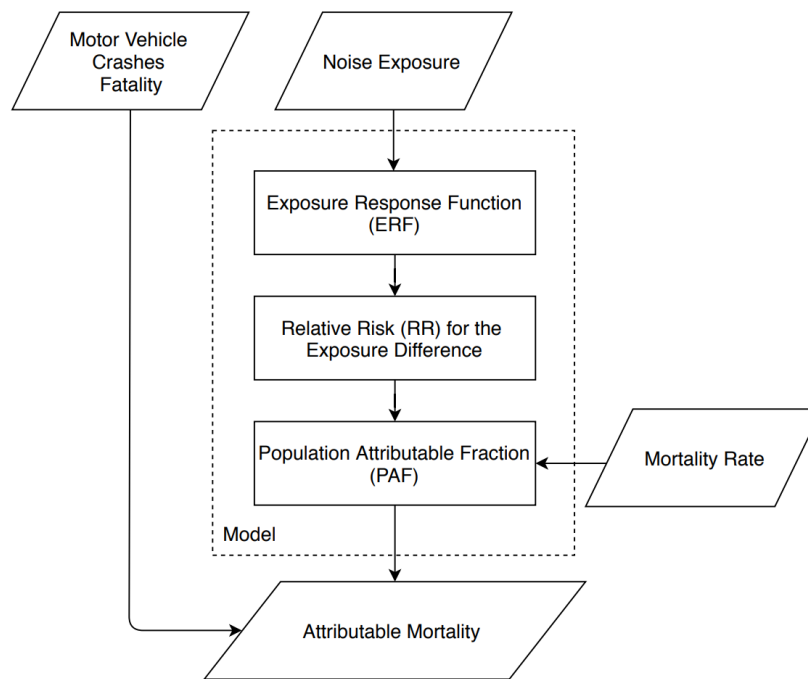 Motor Vehicle
Crashes
Fatality
Noise Exposure
Exposure Response Function
(ERF)
Relative Risk (RR) for the
Exposure Difference
Population Attributable Fraction
(PAF)
Mortality Rate
Model
Attributable Mortality